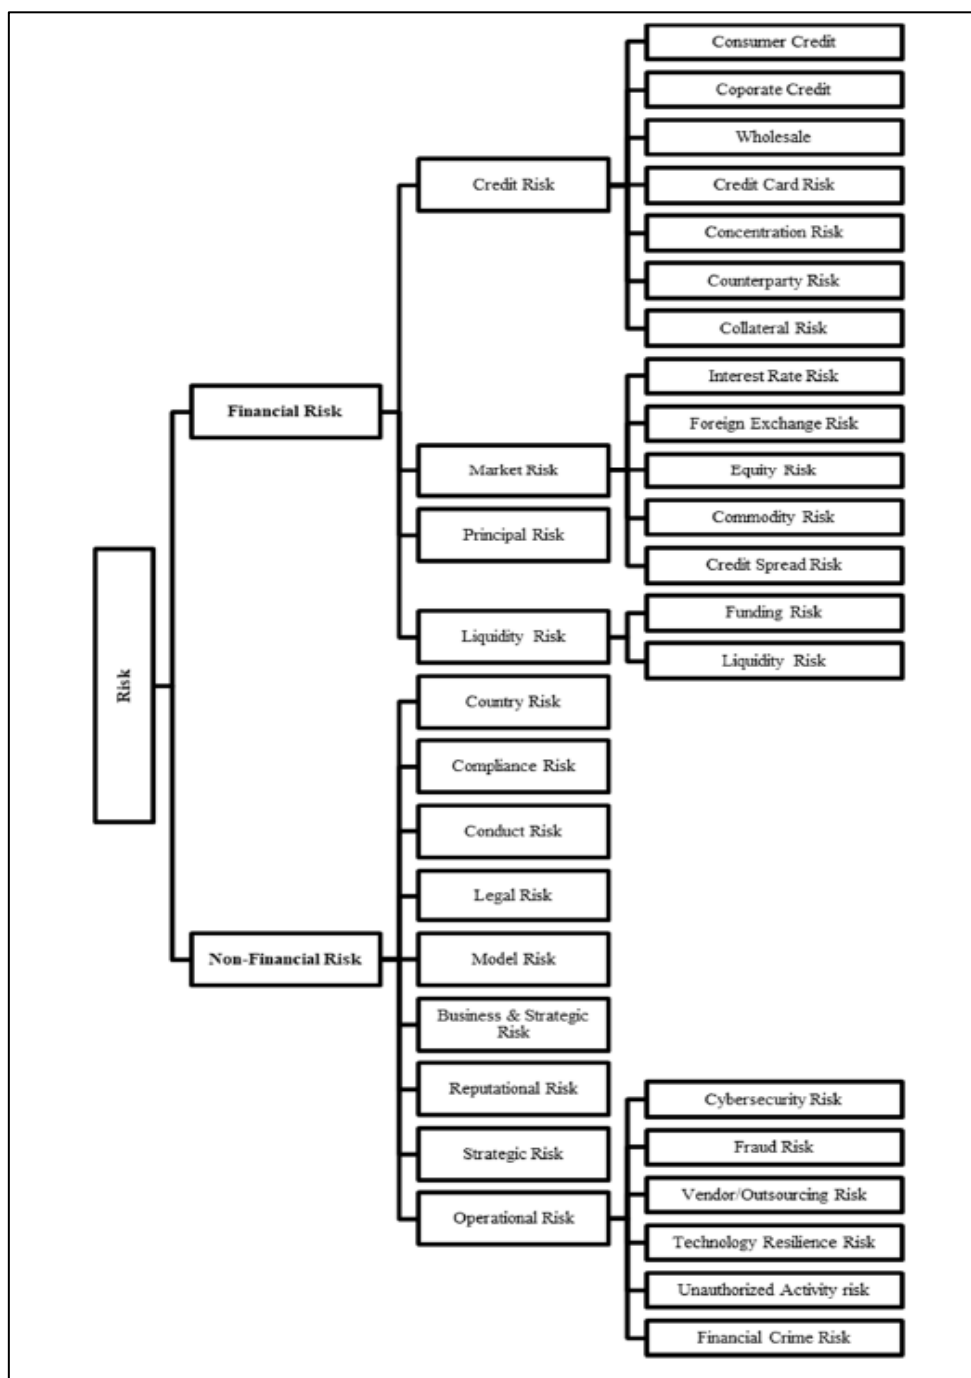 Risk
Financial Risk
Credit Risk
Consumer Credit
Coporate Credit
Wholesale
Credit Card Risk
Concentration Risk
Counterparty Risk
Collateral Risk
Market Risk
Interest Rate Risk
Foreign Exchange Risk
Equity Risk
Commodity Risk
Credit Spread Risk
Principal Risk
Liquidity Risk
Funding Risk
Liquidity Risk
Non-Financial Risk
Country Risk
Compliance Risk
Conduct Risk
Legal Risk
Model Risk
Business & Strategic
Risk
Reputational Risk
Strategic Risk
Operational Risk
Cybersecurity Risk
Fraud Risk
Vendor/Outsourcing Risk
Technology Resilience Risk
Unauthorized Activity risk
Financial Crime Risk